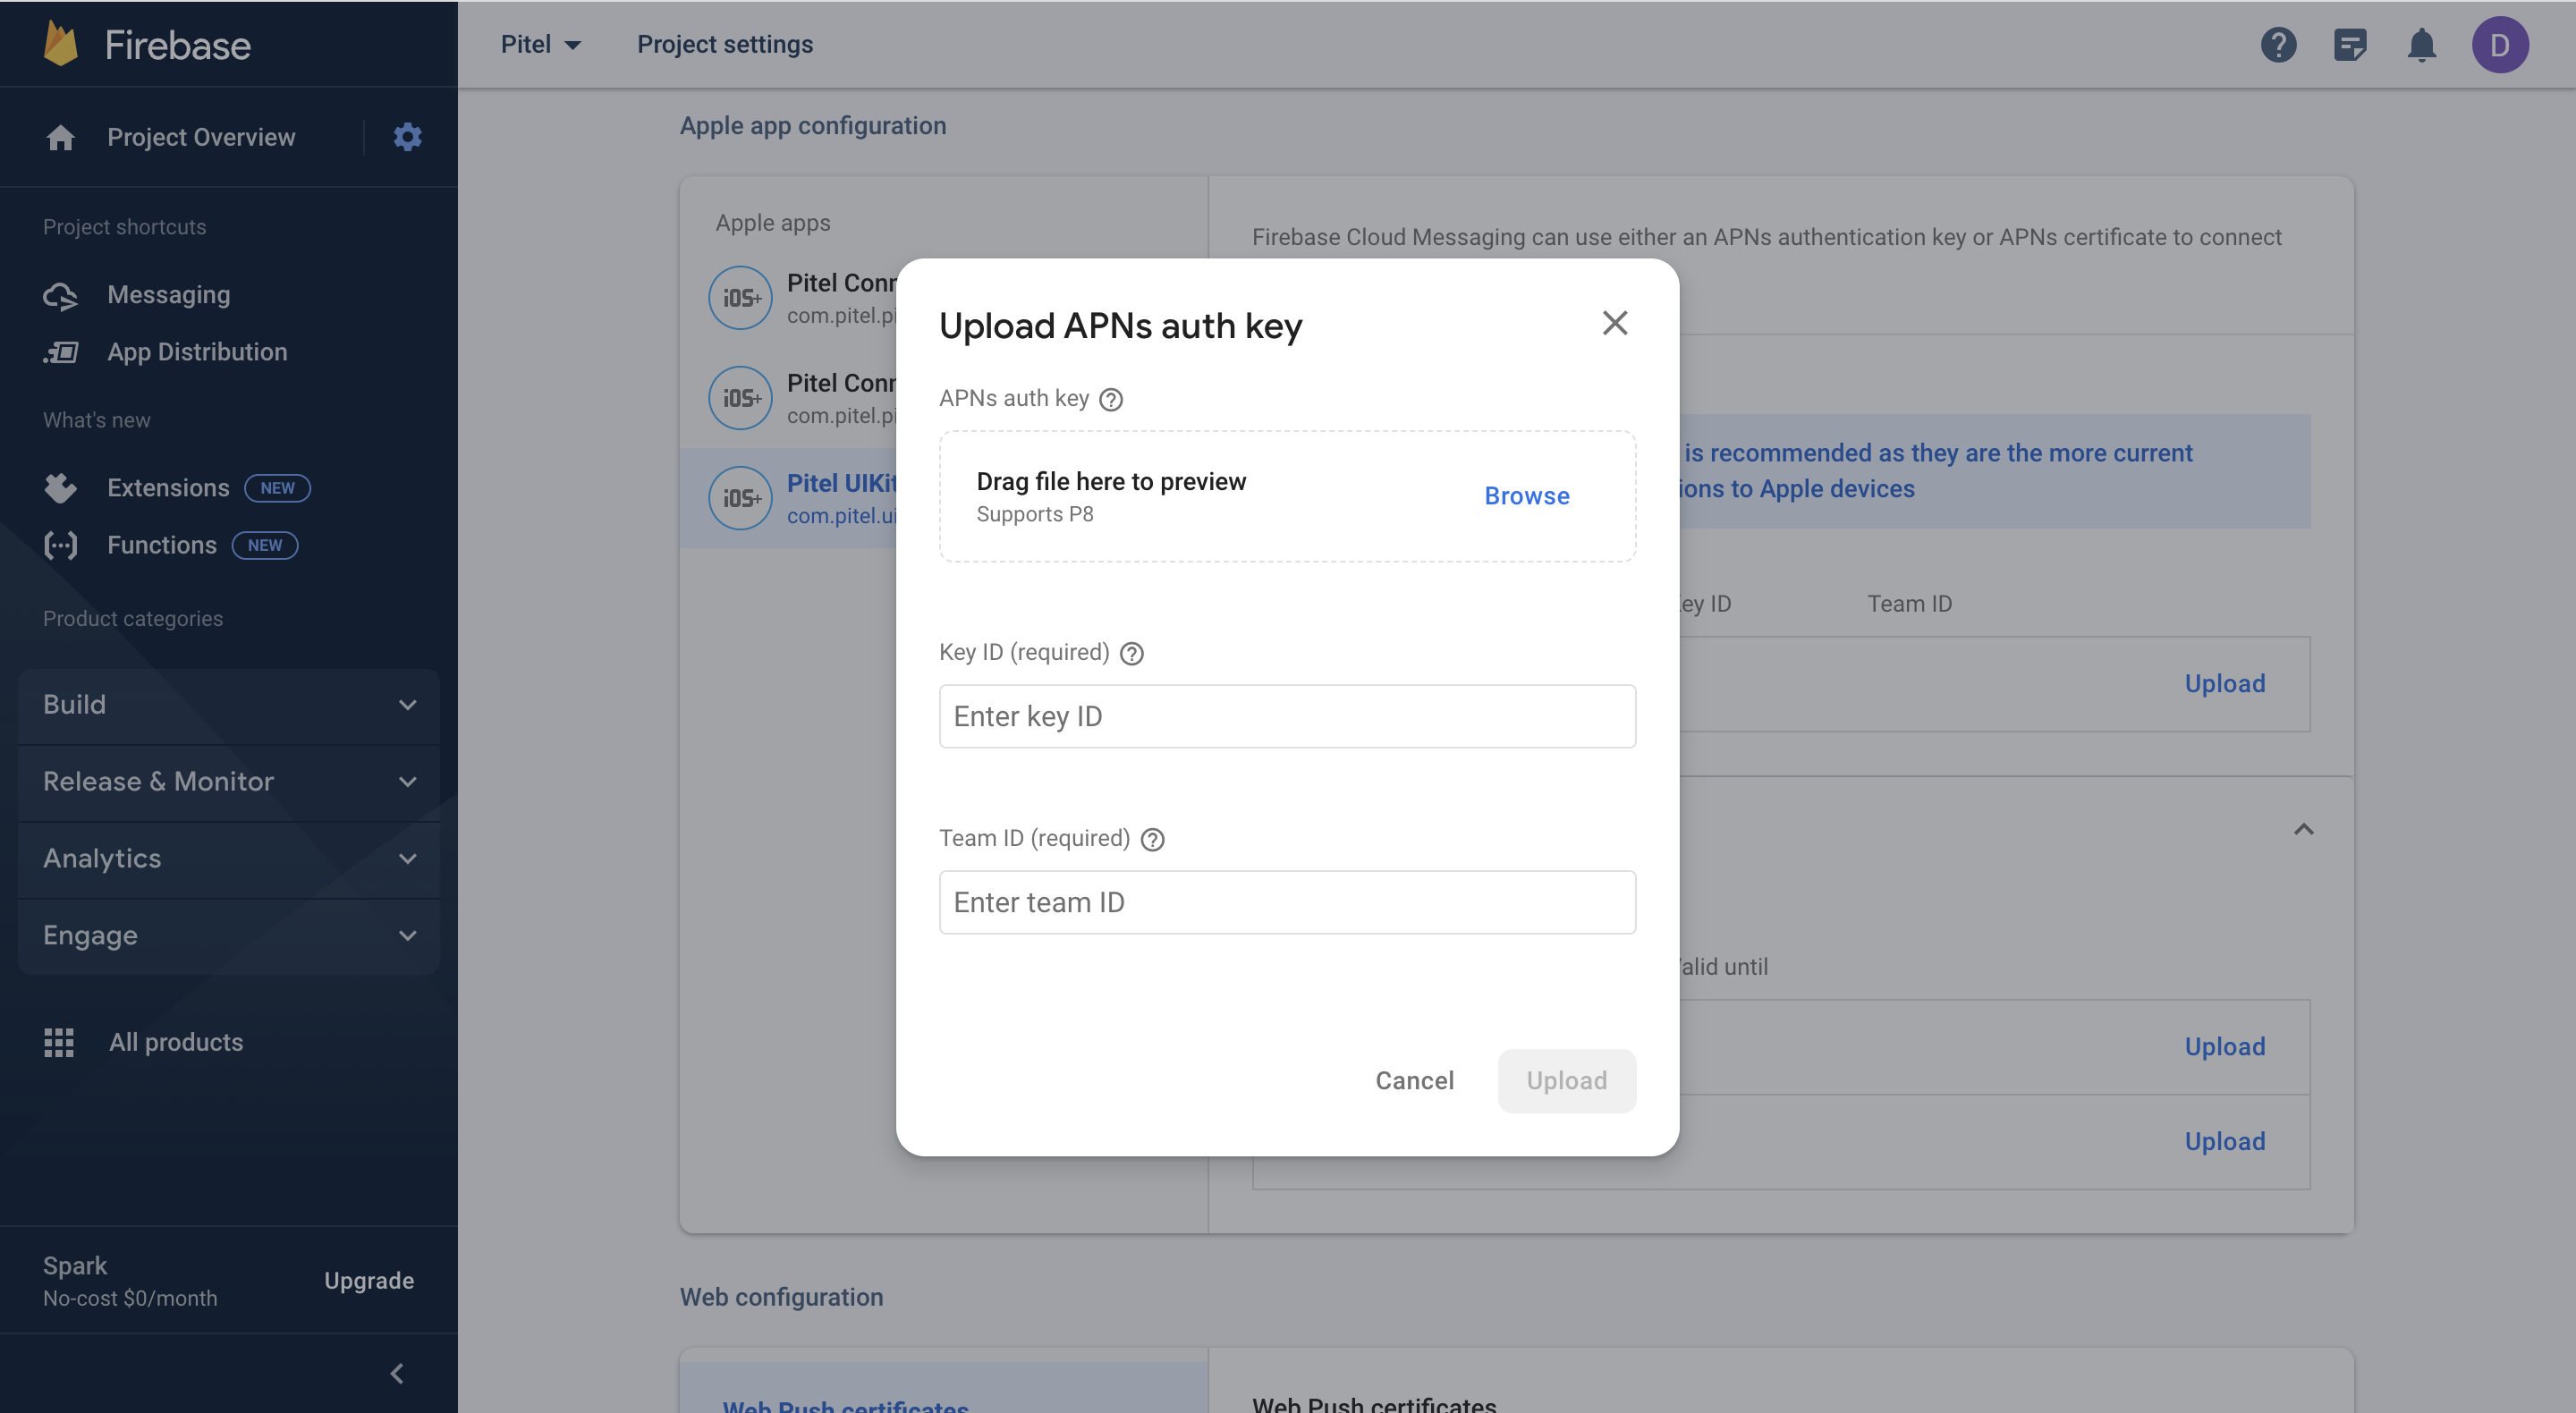 Firebase
Project Overview
Project shortcuts
Messaging
App Distribution
What's new
Extensions NEW
Functions NEW
Product categories
Build
Release & Monitor
Analytics
Engage
All products
Spark
No-cost $0/month
Upgrade
Pitel
Project settings
D
Apple app configuration
Apple apps
iOS+
Pitel Conn
com.pitel.pi
iOS+
Pitel Conn
com.pitel.pi
iOS+
Pitel UIKit
com.pitel.ui
Firebase Cloud Messaging can use either an APNs authentication key or APNs certificate to connect
is recommended as they are the more current
ions to Apple devices
Key ID
Team ID
Upload
Valid until
Upload
Upload
Upload APNs auth key
APNs auth key
Drag file here to preview
Supports P8
Browse
Key ID (required)
Enter key ID
Team ID (required)
Enter team ID
Cancel
Upload
Web configuration
Web Push certificates
Web Push certificates